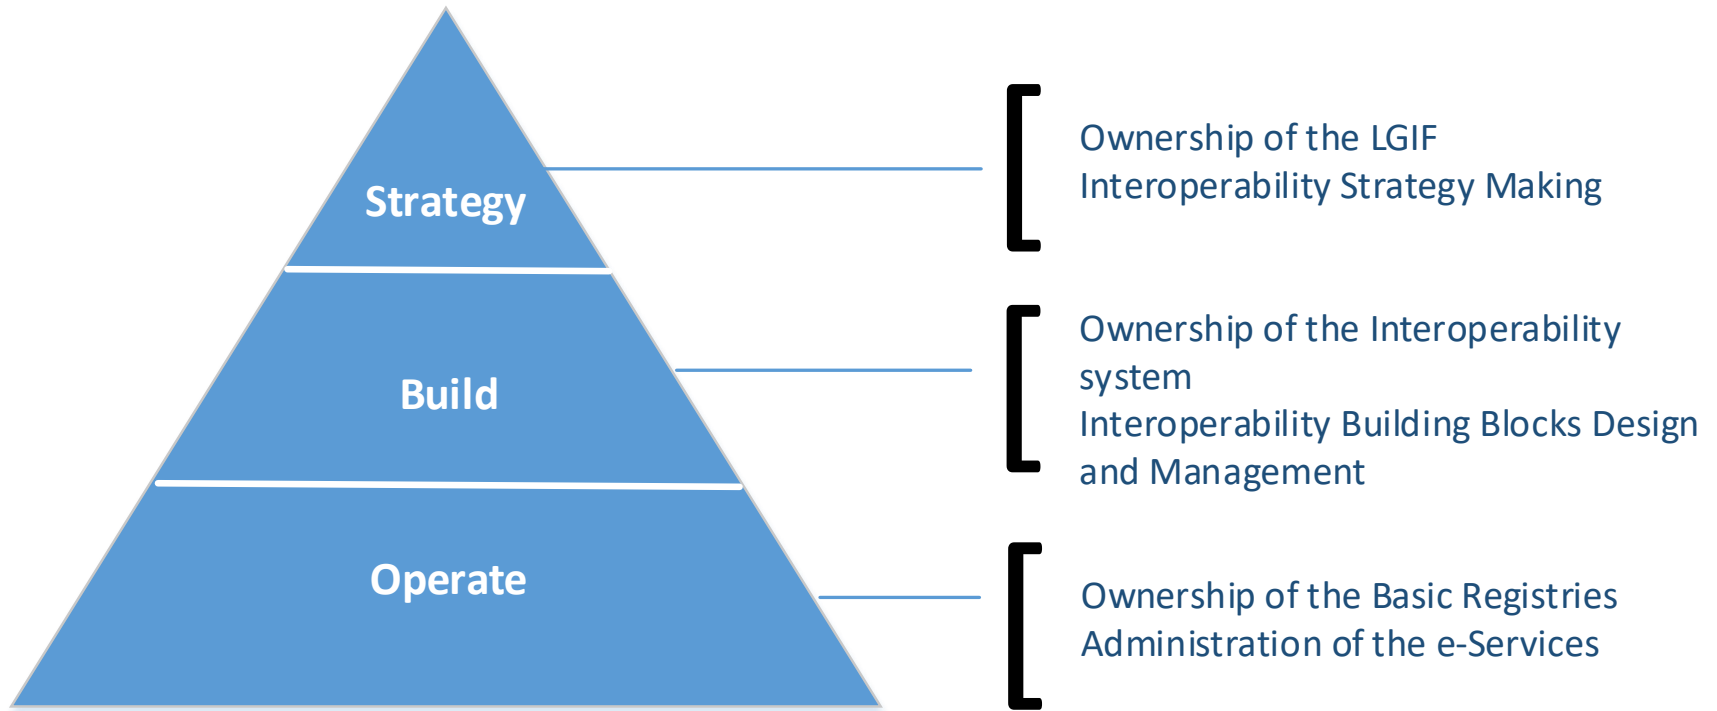 Strategy
Ownership of the LGIF
Interoperability Strategy Making
Build
Ownership of the Interoperability
system
Interoperability Building Blocks Design
and Management
Operate
Ownership of the Basic Registries
Administration of the e-Services